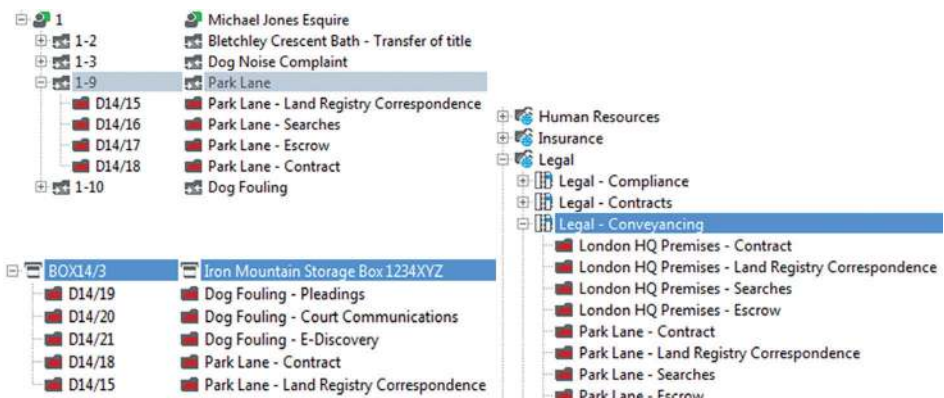 1 Michael Jones Esquire
1-2 Bletchley Crescent Bath - Transfer of title
1-3 Dog Noise Complaint
1-9 Park Lane
D14/15 Park Lane - Land Registry Correspondence
D14/16 Park Lane - Searches
D14/17 Park Lane - Escrow
D14/18 Park Lane - Contract
1-10 Dog Fouling
BOX14/3 Iron Mountain Storage Box 1234XYZ
D14/19 Dog Fouling - Pleadings
D14/20 Dog Fouling - Court Communications
D14/21 Dog Fouling - E-Discovery
D14/18 Park Lane - Contract
D14/15 Park Lane - Land Registry Correspondence
Human Resources
Insurance
Legal
Legal - Compliance
Legal - Contracts
Legal - Conveyancing
London HQ Premises - Contract
London HQ Premises - Land Registry Correspondence
London HQ Premises - Searches
London HQ Premises - Escrow
Park Lane - Contract
Park Lane - Land Registry Correspondence
Park Lane - Searches
Park Lane - Escrow